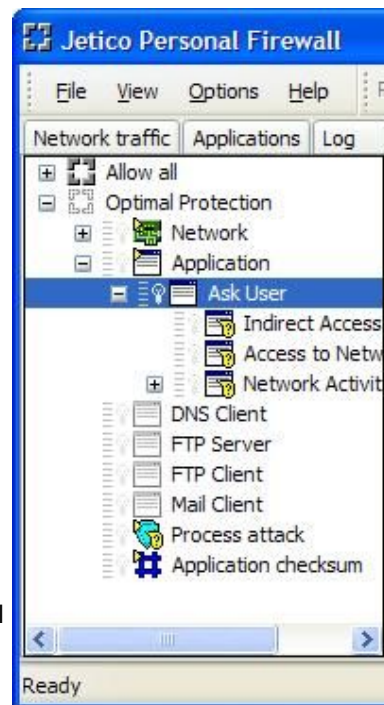 Jetico Personal Firewall
File View Options Help
Network traffic Applications Log
Allow all
Optimal Protection
Network
Application
Ask User
Indirect Access
Access to Netw
Network Activit
DNS Client
FTP Server
FTP Client
Mail Client
Process attack
Application checksum
Ready